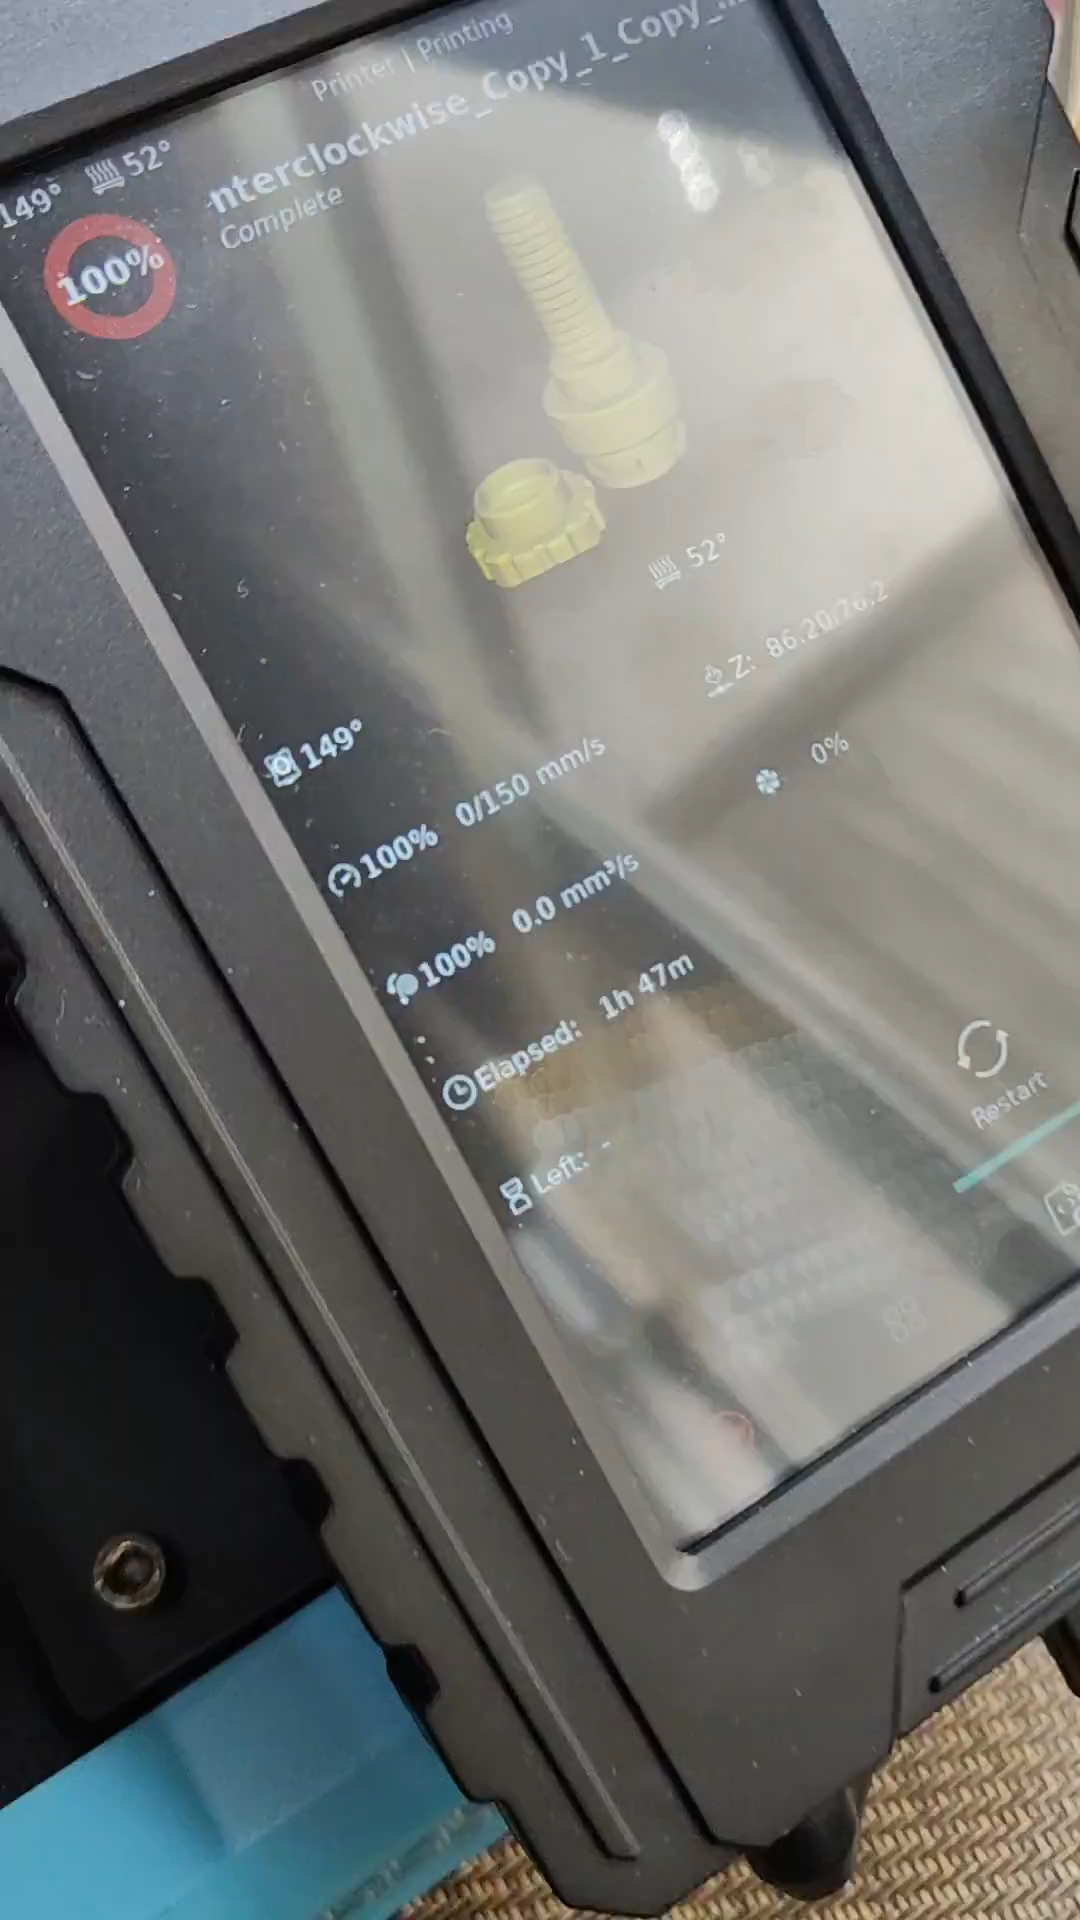 Printer | Printing
149° 52°
nterclockwise_Copy_1_Copy_...
100%
Complete
52°
Z: 86.20/76.2
149°
100% 0/150 mm/s
0%
100% 0.0 mm³/s
Elapsed: 1h 47m
Restart
Left: -